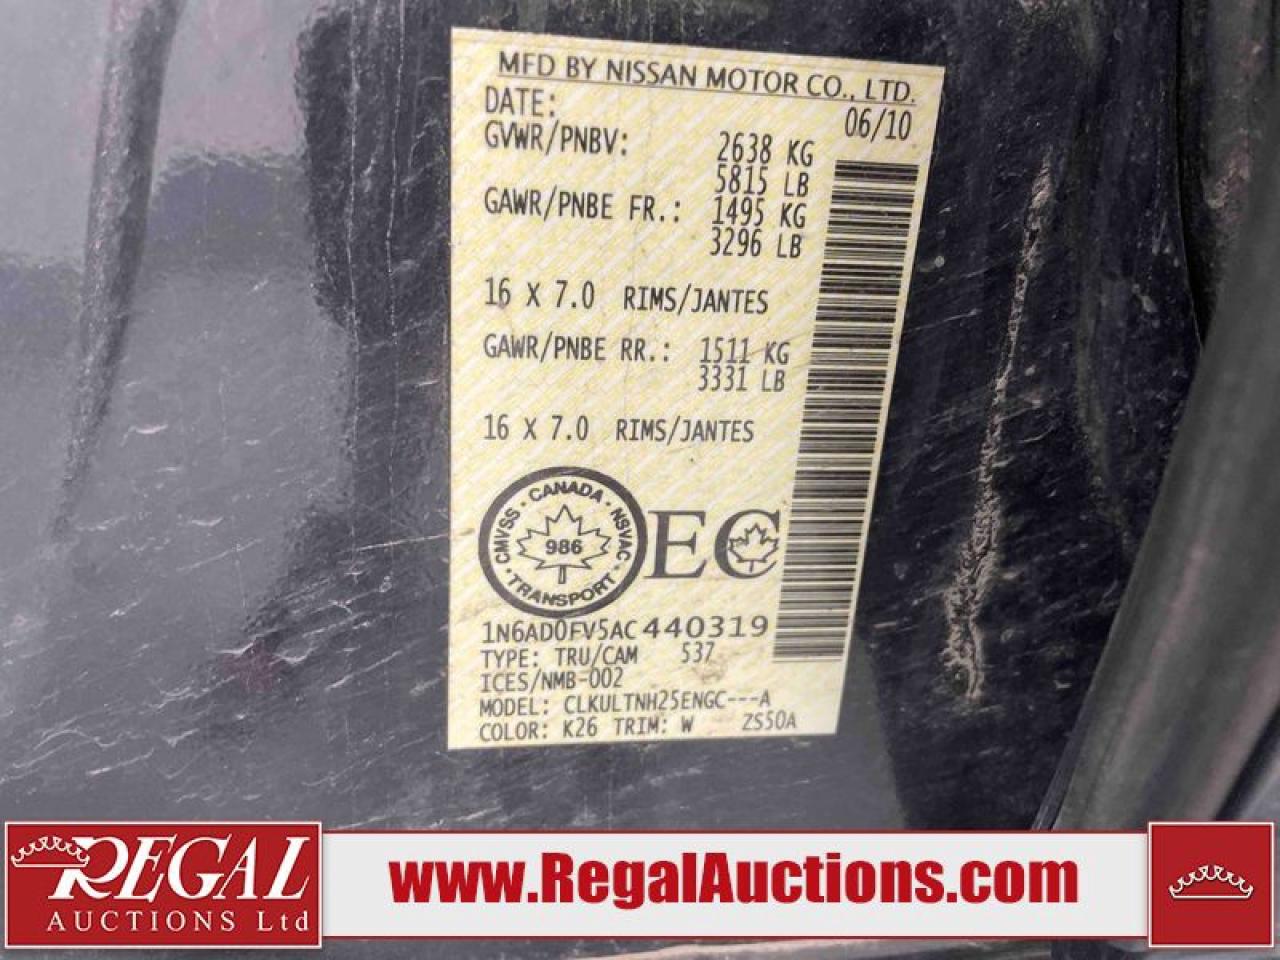 MFD BY NISSAN MOTOR CO., LTD.
DATE: 06/10
GVWR/PNBV: 2638 KG
5815 LB
GAWR/PNBE FR.: 1495 KG
3296 LB
16 X 7.0 RIMS/JANTES
GAWR/PNBE RR.: 1511 KG
3331 LB
16 X 7.0 RIMS/JANTES
CMVSS · CANADA · NSVAC · TRANSPORT ·
986
EC
1N6AD0FV5AC440319
TYPE: TRU/CAM 537
ICES/NMB-002
MODEL: CLKULTNH25ENGC---A
COLOR: K26 TRIM: W ZS50A
REGAL
AUCTIONS Ltd
www.RegalAuctions.com